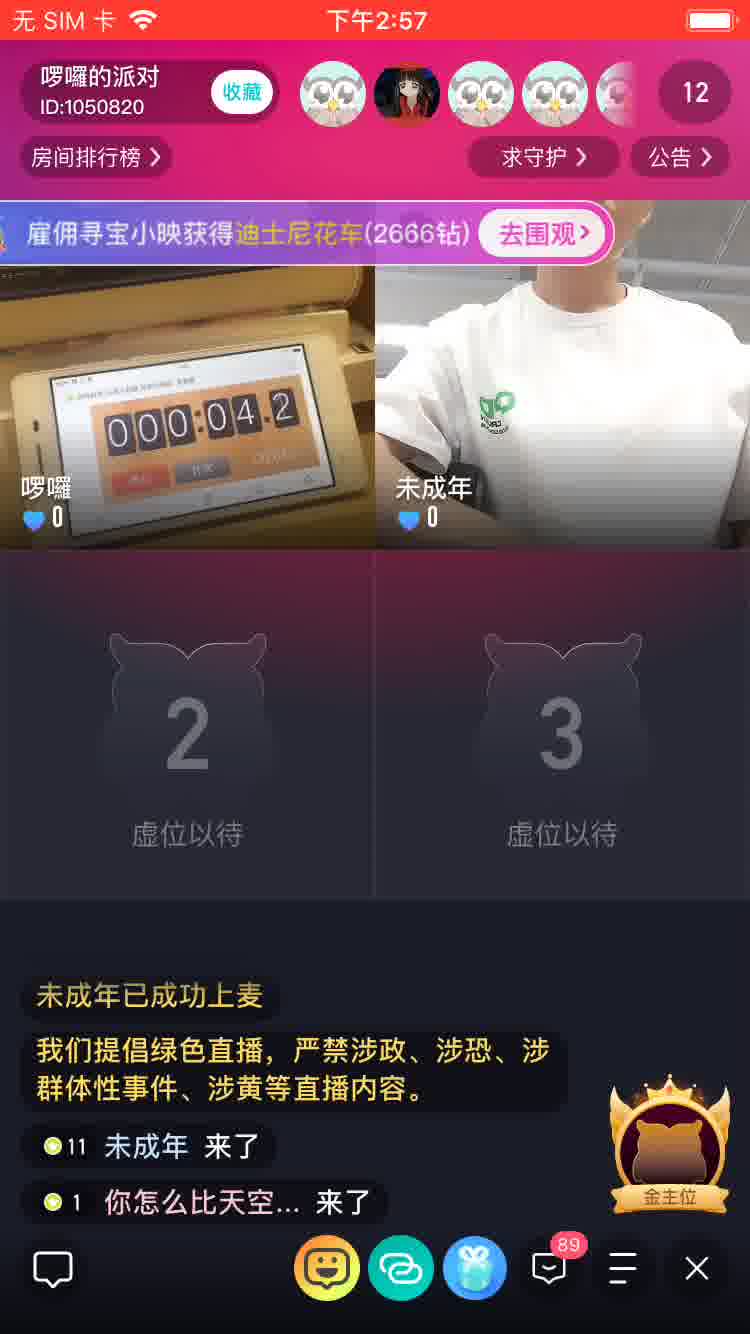 无 SIM 卡
下午2:57
啰囉的派对
ID:1050820
收藏
12
房间排行榜
求守护
公告
雇佣寻宝小映获得迪士尼花车(2666钻)
去围观
000:04.2
啰囉
0
未成年
0
2
虚位以待
3
虚位以待
未成年已成功上麦
我们提倡绿色直播，严禁涉政、涉恐、涉
群体性事件、涉黄等直播内容。
11 未成年 来了
1 你怎么比天空... 来了
金主位
89